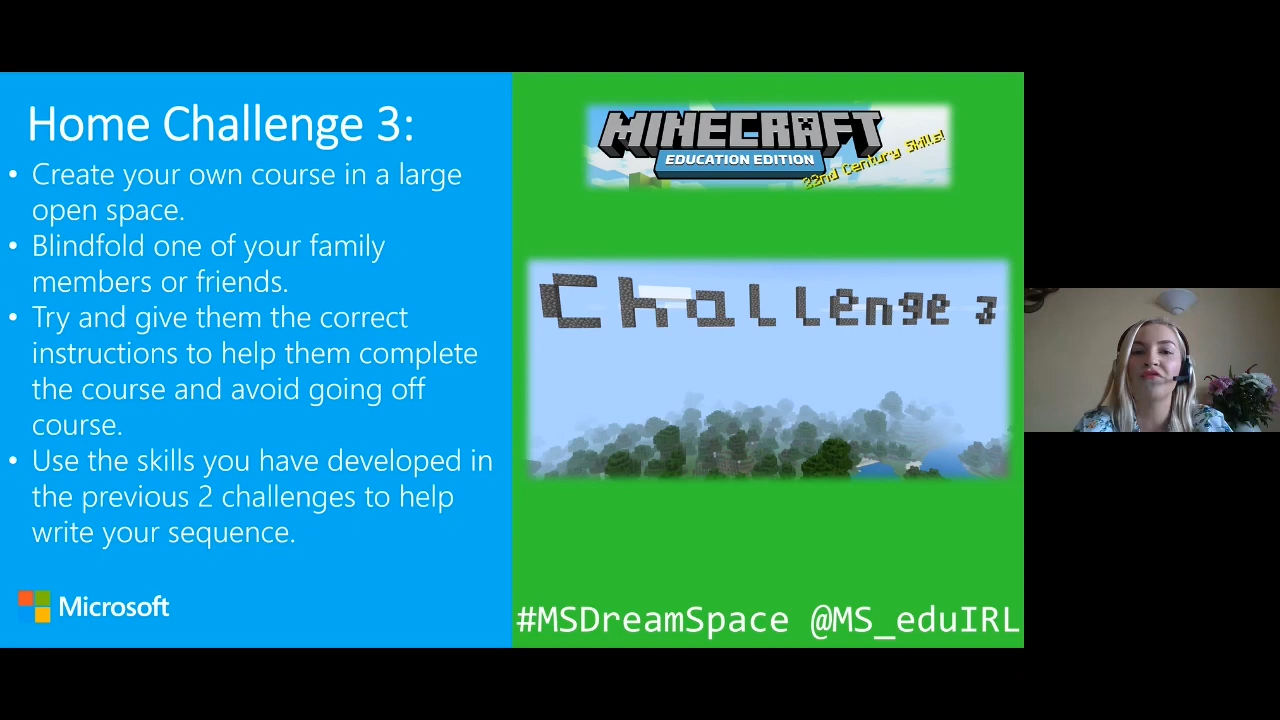 Home Challenge 3:
• Create your own course in a large
open space.
• Blindfold one of your family
members or friends.
• Try and give them the correct
instructions to help them complete
the course and avoid going off
course.
• Use the skills you have developed in
the previous 2 challenges to help
write your sequence.
Microsoft
MINECRAFT
EDUCATION EDITION
22nd Century Skills!
Challenge 3
#MSDreamSpace @MS_eduIRL